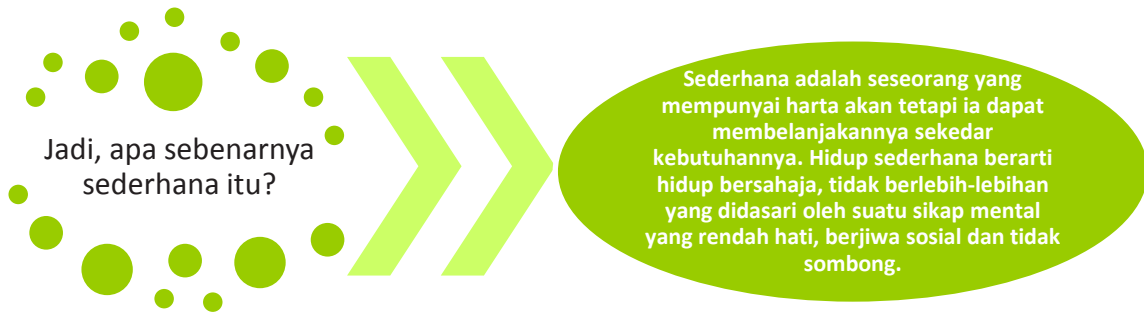 Jadi, apa sebenarnya
sederhana itu?
Sederhana adalah seseorang yang
mempunyai harta akan tetapi ia dapat
membelanjakannya sekedar
kebutuhannya. Hidup sederhana berarti
hidup bersahaja, tidak berlebih-lebihan
yang didasari oleh suatu sikap mental
yang rendah hati, berjiwa sosial dan tidak
sombong.